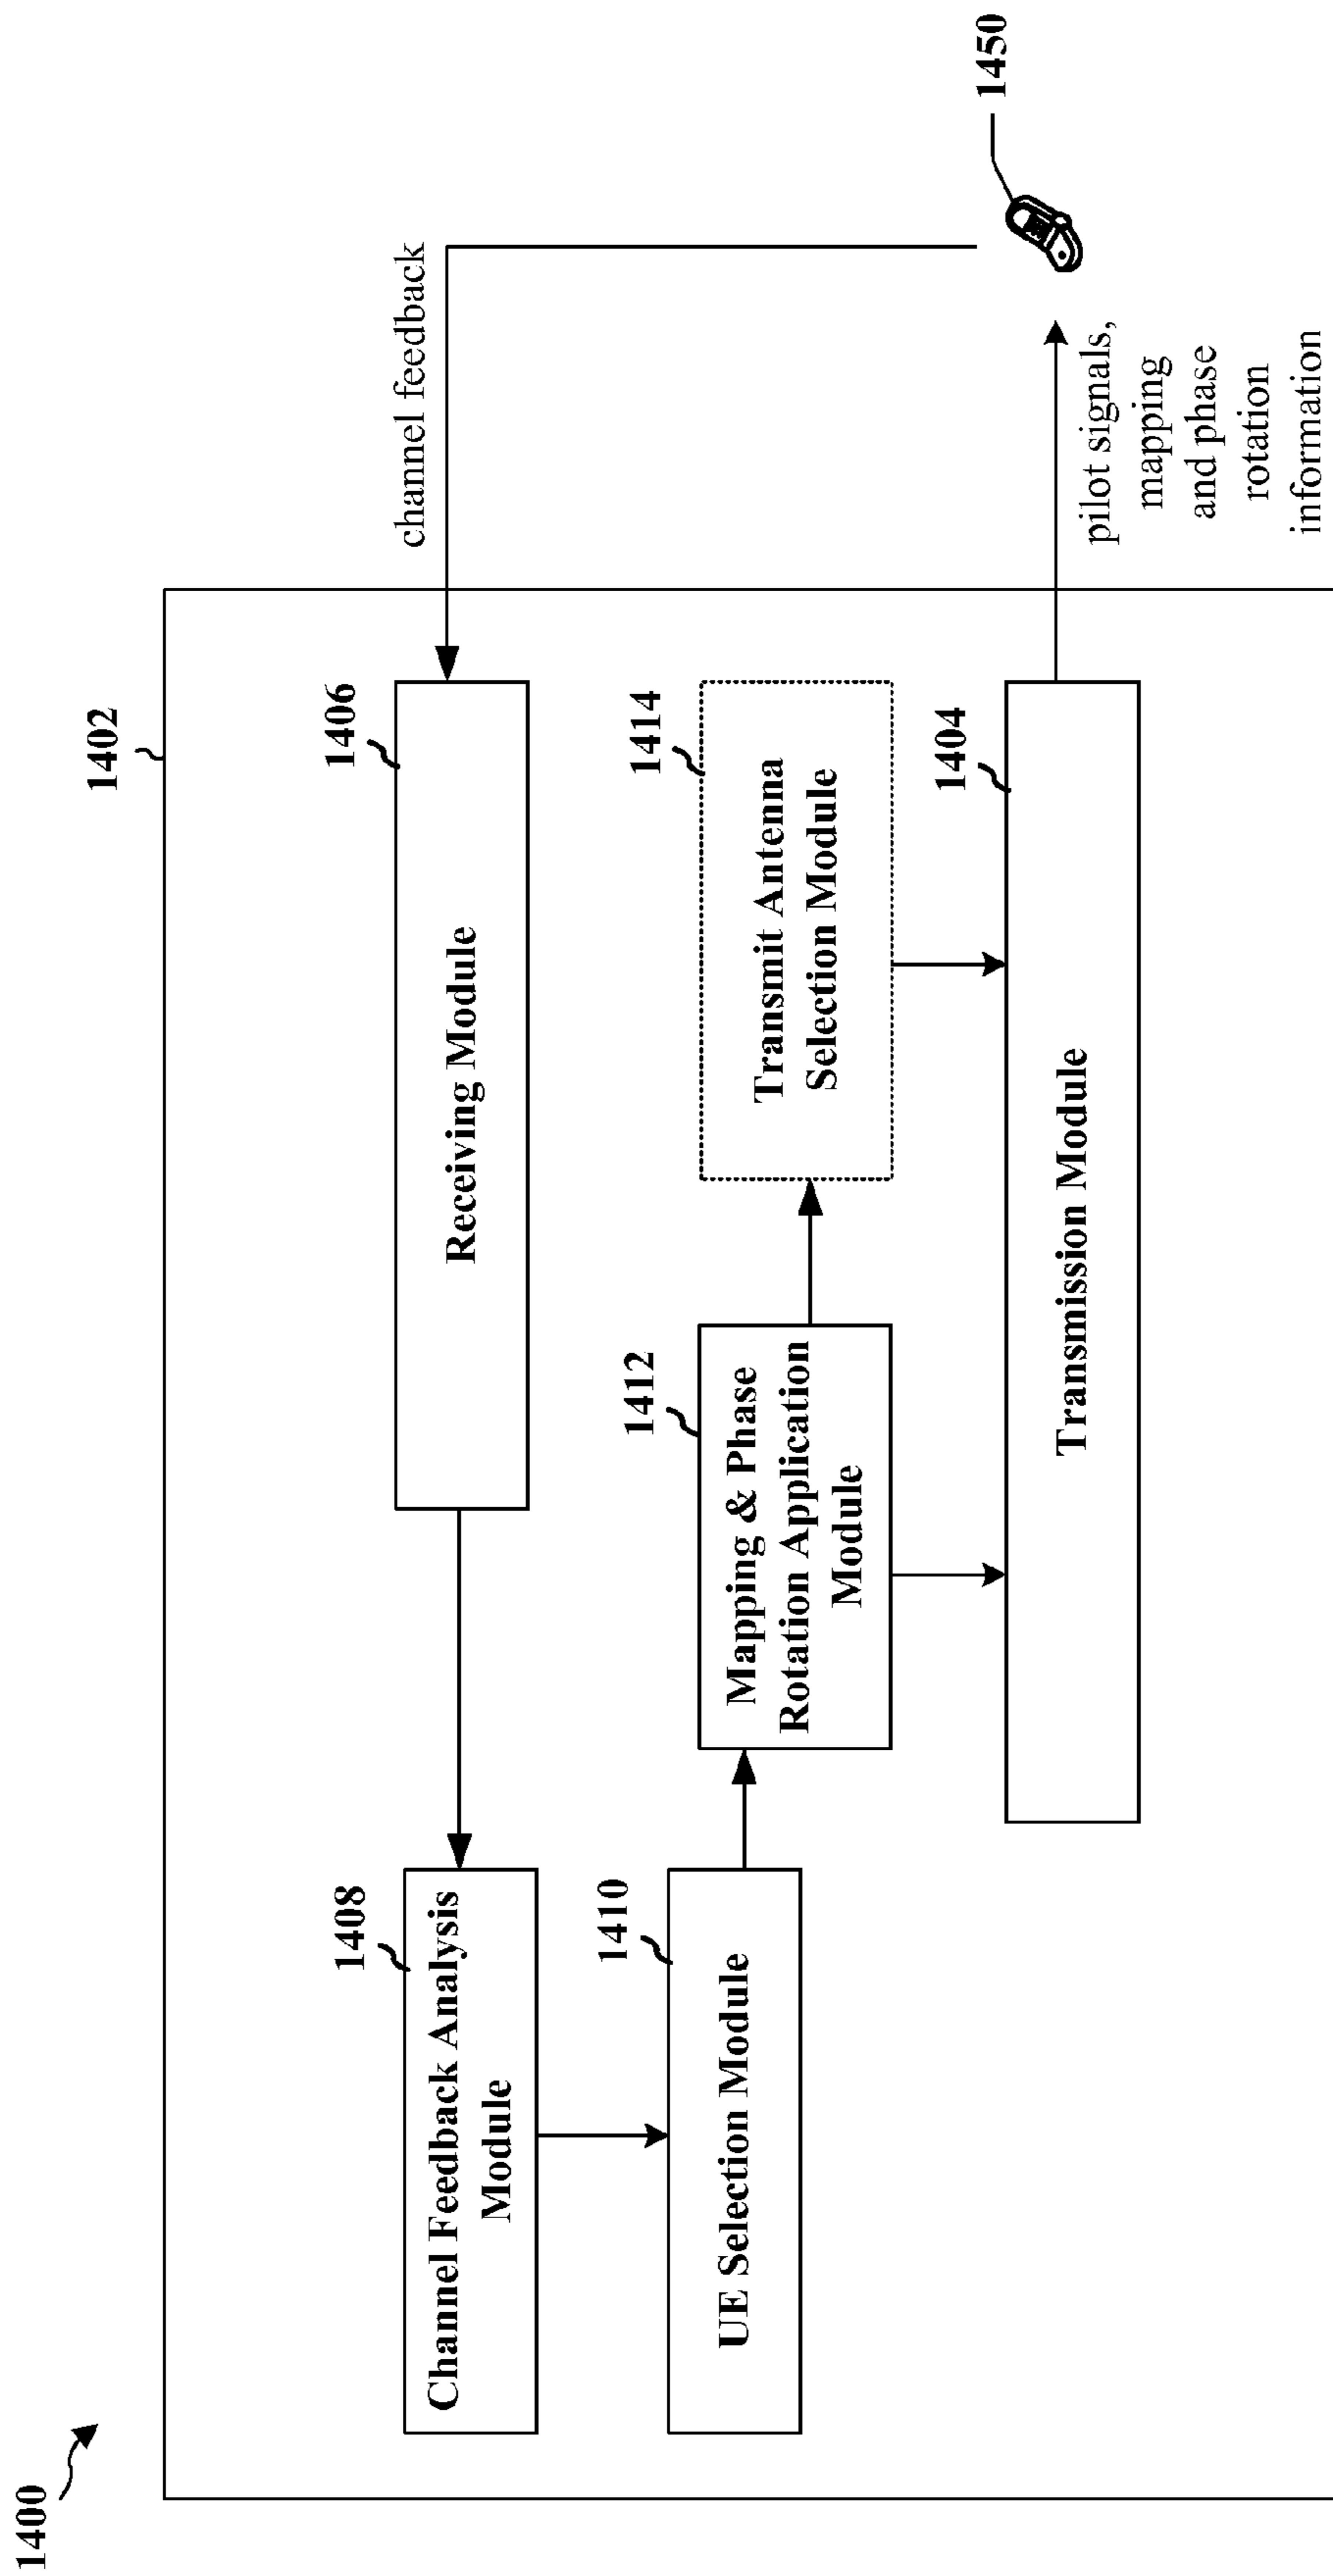 1400
1402
channel feedback
1406
Receiving Module
1408
Channel Feedback Analysis
Module
1410
UE Selection Module
1412
Mapping & Phase
Rotation Application
Module
1414
Transmit Antenna
Selection Module
1404
Transmission Module
1450
pilot signals,
mapping
and phase
rotation
information